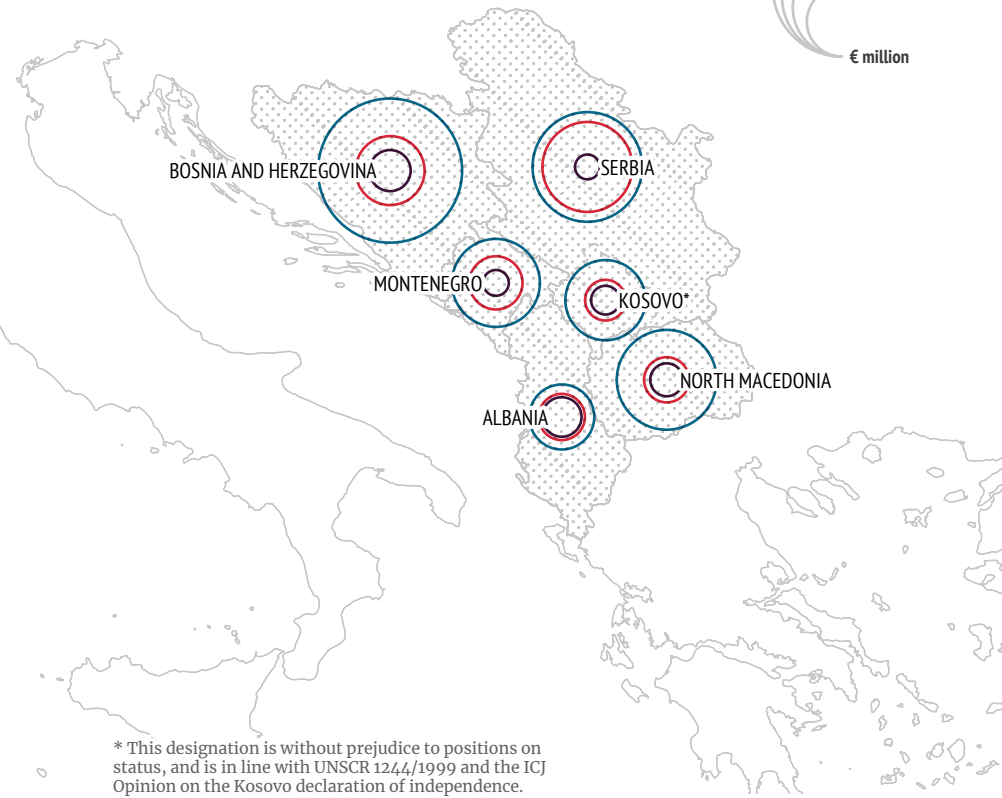 € million
BOSNIA AND HERZEGOVINA
SERBIA
MONTENEGRO
KOSOVO*
NORTH MACEDONIA
ALBANIA
* This designation is without prejudice to positions on
status, and is in line with UNSCR 1244/1999 and the ICJ
Opinion on the Kosovo declaration of independence.